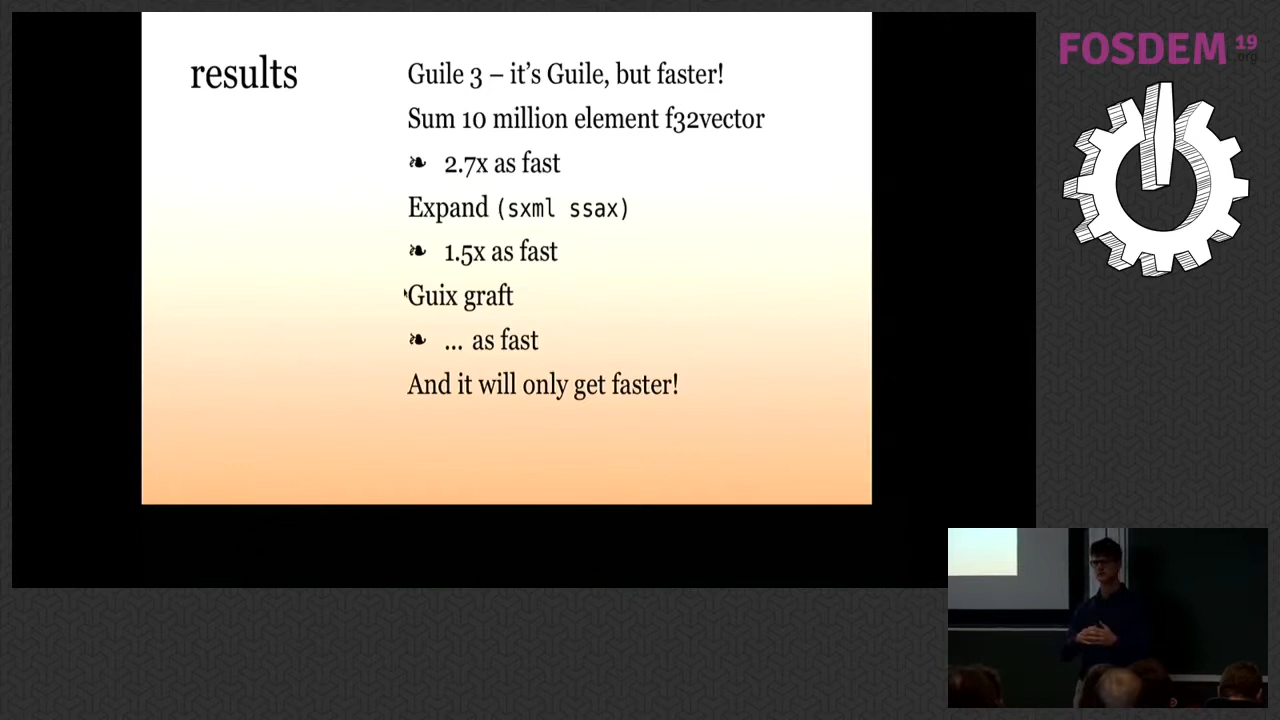 results
Guile 3 – it’s Guile, but faster!
Sum 10 million element f32vector
❧ 2.7x as fast
Expand (sxml ssax)
❧ 1.5x as fast
Guix graft
❧ ... as fast
And it will only get faster!
FOSDEM 19
.org